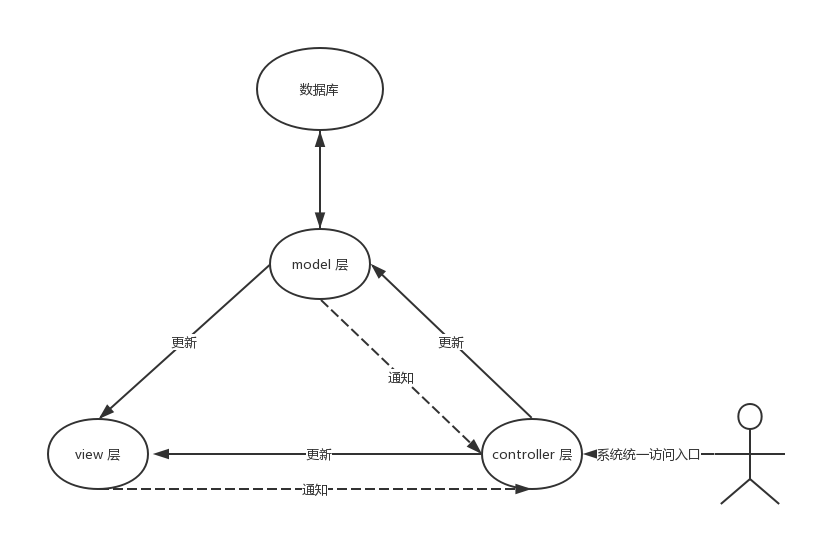 数据库
model 层
更新
更新
通知
view 层
更新
controller 层
系统统一访问入口
通知